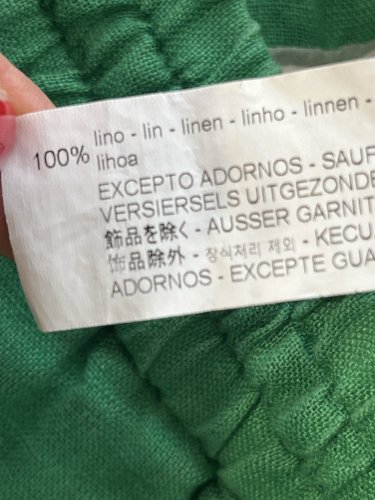 100% lino - lin - linen - linho - linnen -
lihoa
EXCEPTO ADORNOS - SAUF
VERSIERSELS UITGEZONDE
飾品を除く - AUSSER GARNIT
饰品除外 - 장식처리 제외 - KECU
ADORNOS - EXCEPTE GUA